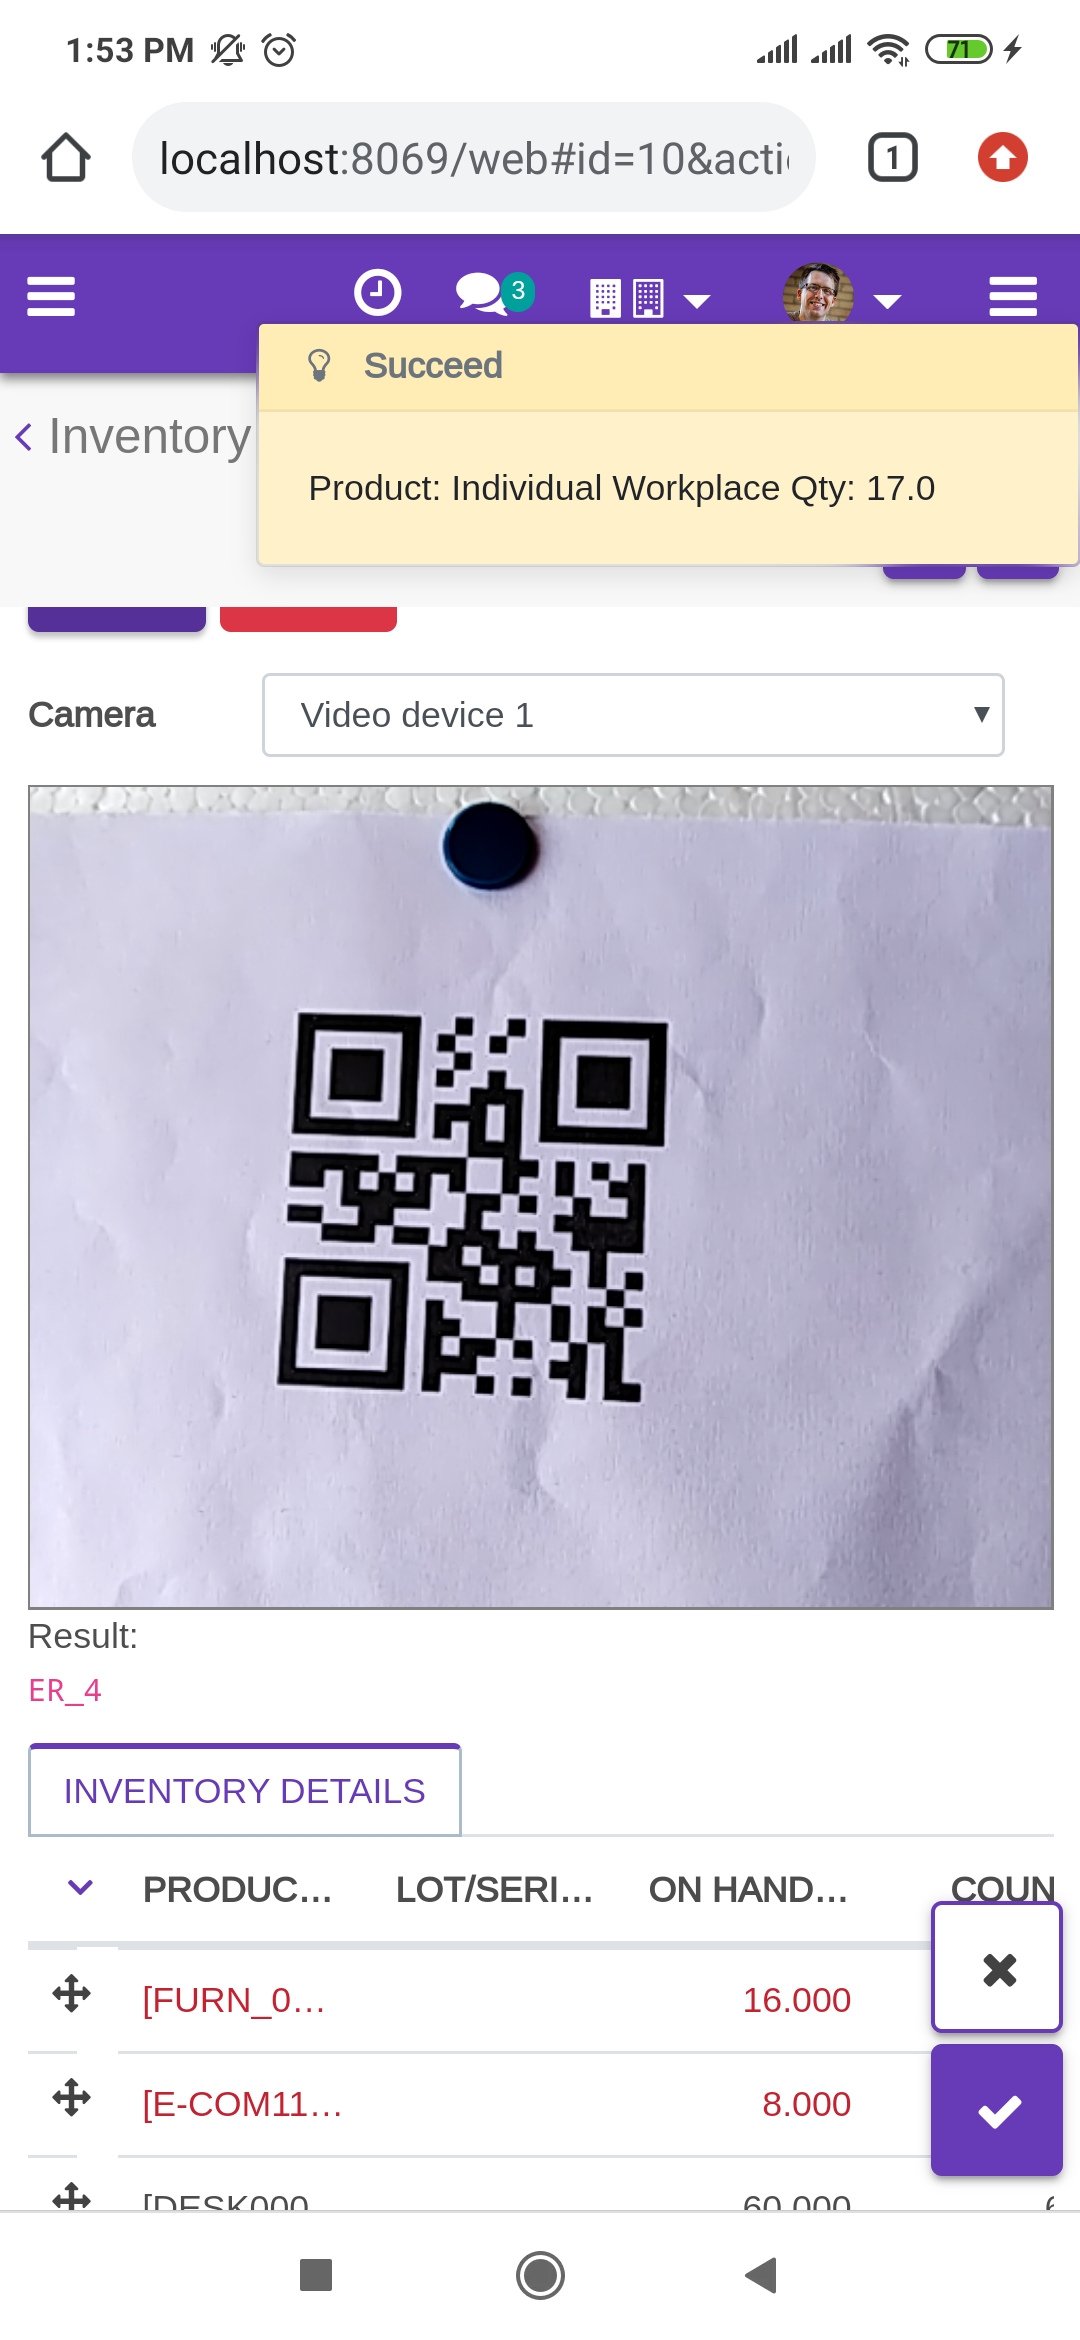 1:53 PM
71
localhost:8069/web#id=10&acti
1
3
Succeed
Inventory
Product: Individual Workplace Qty: 17.0
Camera
Video device 1
Result:
ER_4
INVENTORY DETAILS
PRODUC... LOT/SERI... ON HAND... COUN
[FURN_0... 16.000
[E-COM11... 8.000
[DESK000 60.000 6